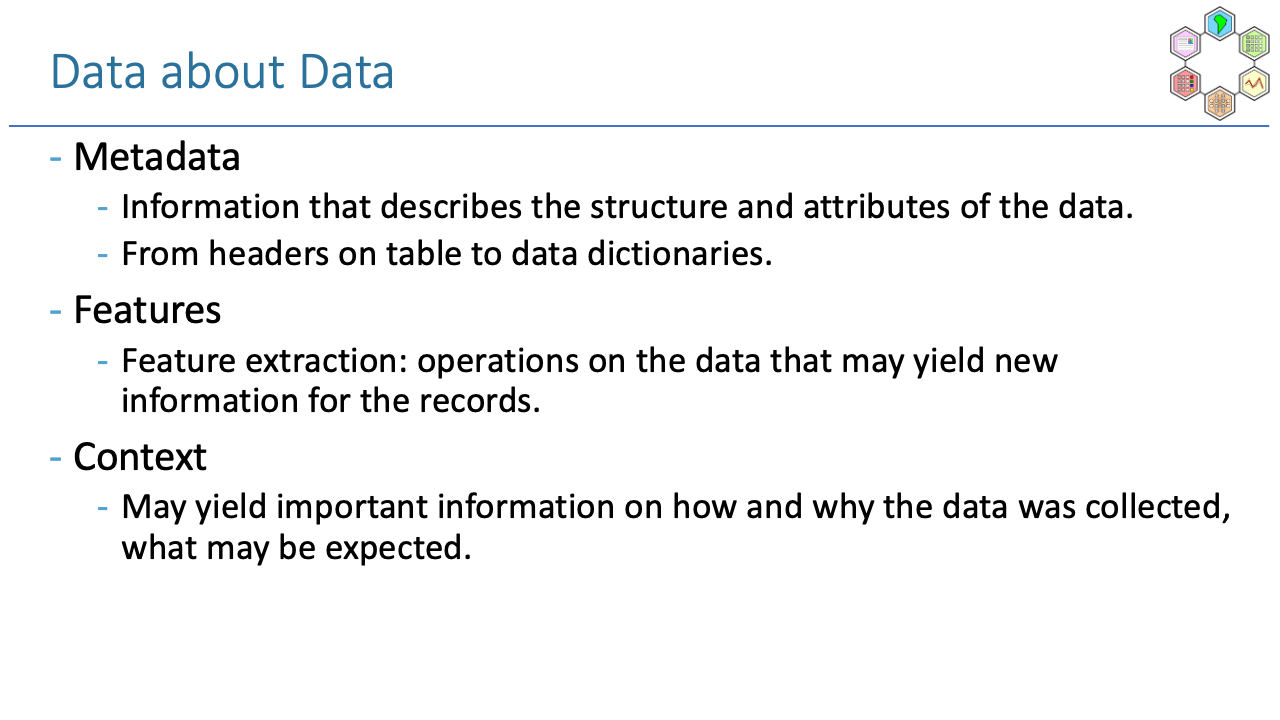 Data about Data
- Metadata
- Information that describes the structure and attributes of the data.
- From headers on table to data dictionaries.
- Features
- Feature extraction: operations on the data that may yield new
information for the records.
- Context
- May yield important information on how and why the data was collected,
what may be expected.